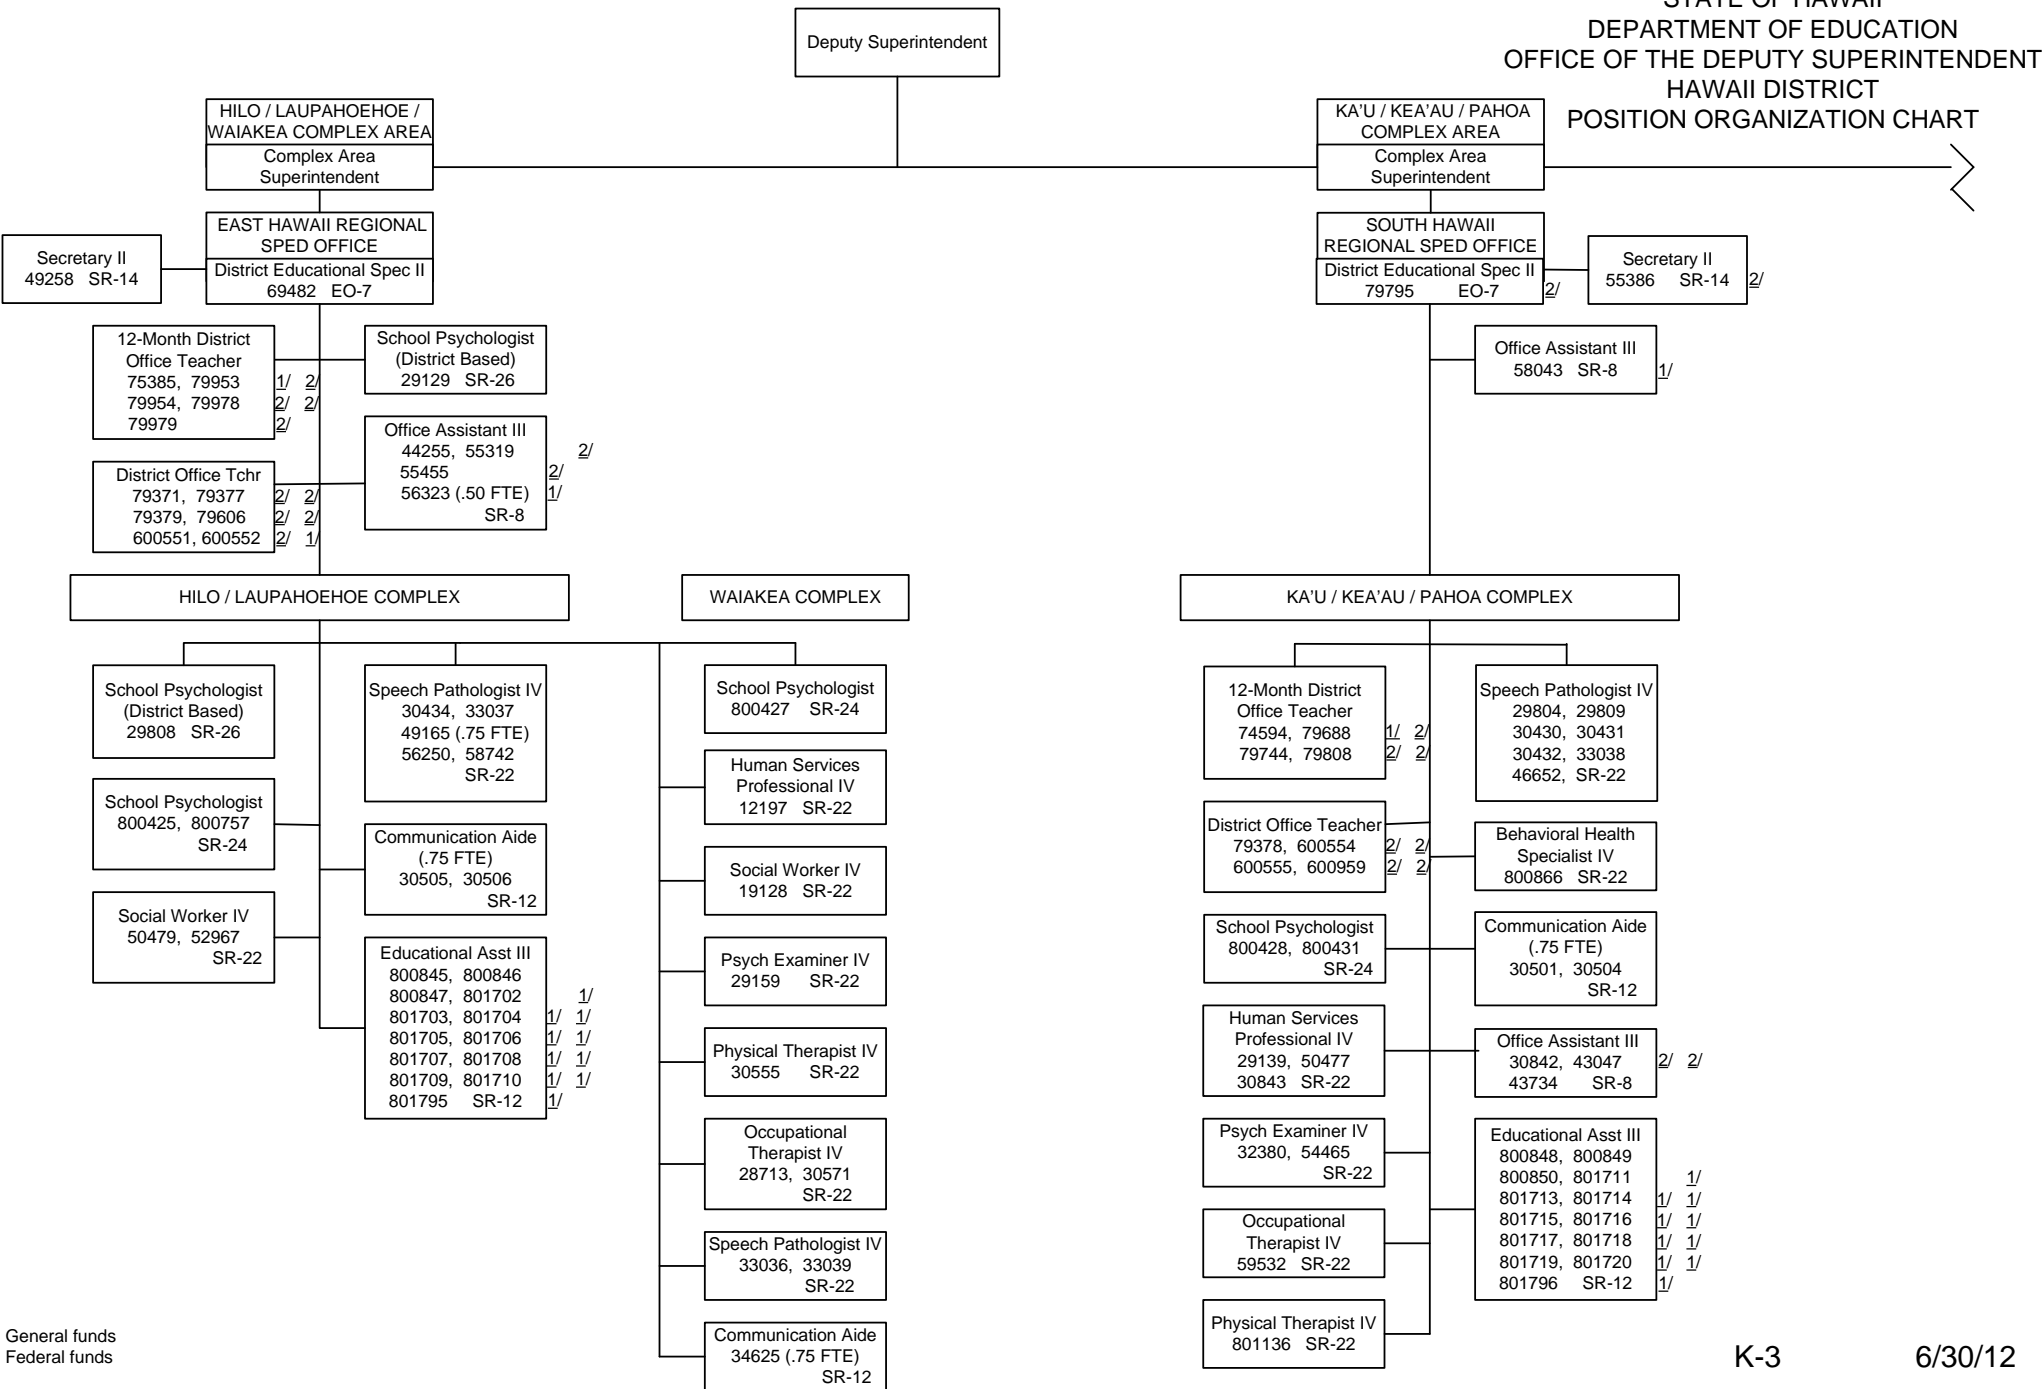 STATE OF HAWAII
DEPARTMENT OF EDUCATION
OFFICE OF THE DEPUTY SUPERINTENDENT
HAWAII DISTRICT
POSITION ORGANIZATION CHART
Deputy Superintendent
HILO / LAUPAHOEHOE /
WAIAKEA COMPLEX AREA
Complex Area
Superintendent
EAST HAWAII REGIONAL
SPED OFFICE
District Educational Spec II
69482 EO-7
Secretary II
49258 SR-14
12-Month District
Office Teacher
75385, 79953 1/ 2/
79954, 79978 2/ 2/
79979 2/
School Psychologist
(District Based)
29129 SR-26
District Office Tchr
79371, 79377 2/ 2/
79379, 79606 2/ 2/
600551, 600552 2/ 1/
Office Assistant III
44255, 55319 2/
55455 2/
56323 (.50 FTE) 1/
SR-8
HILO / LAUPAHOEHOE COMPLEX
School Psychologist
(District Based)
29808 SR-26
School Psychologist
800425, 800757
SR-24
Social Worker IV
50479, 52967
SR-22
Speech Pathologist IV
30434, 33037
49165 (.75 FTE)
56250, 58742
SR-22
Communication Aide
(.75 FTE)
30505, 30506
SR-12
Educational Asst III
800845, 800846
800847, 801702 1/
801703, 801704 1/ 1/
801705, 801706 1/ 1/
801707, 801708 1/ 1/
801709, 801710 1/ 1/
801795 SR-12 1/
WAIAKEA COMPLEX
School Psychologist
800427 SR-24
Human Services
Professional IV
12197 SR-22
Social Worker IV
19128 SR-22
Psych Examiner IV
29159 SR-22
Physical Therapist IV
30555 SR-22
Occupational
Therapist IV
28713, 30571
SR-22
Speech Pathologist IV
33036, 33039
SR-22
Communication Aide
34625 (.75 FTE)
SR-12
KA'U / KEA'AU / PAHOA
COMPLEX AREA
Complex Area
Superintendent
SOUTH HAWAII
REGIONAL SPED OFFICE
District Educational Spec II
79795 EO-7 2/
Secretary II
55386 SR-14 2/
Office Assistant III
58043 SR-8 1/
KA'U / KEA'AU / PAHOA COMPLEX
12-Month District
Office Teacher
74594, 79688 1/ 2/
79744, 79808 2/ 2/
District Office Teacher
79378, 600554 2/ 2/
600555, 600959 2/ 2/
School Psychologist
800428, 800431
SR-24
Human Services
Professional IV
29139, 50477
30843 SR-22
Psych Examiner IV
32380, 54465
SR-22
Occupational
Therapist IV
59532 SR-22
Physical Therapist IV
801136 SR-22
Speech Pathologist IV
29804, 29809
30430, 30431
30432, 33038
46652, SR-22
Behavioral Health
Specialist IV
800866 SR-22
Communication Aide
(.75 FTE)
30501, 30504
SR-12
Office Assistant III
30842, 43047 2/ 2/
43734 SR-8
Educational Asst III
800848, 800849
800850, 801711 1/
801713, 801714 1/ 1/
801715, 801716 1/ 1/
801717, 801718 1/ 1/
801719, 801720 1/ 1/
801796 SR-12 1/
General funds
Federal funds
K-3 6/30/12